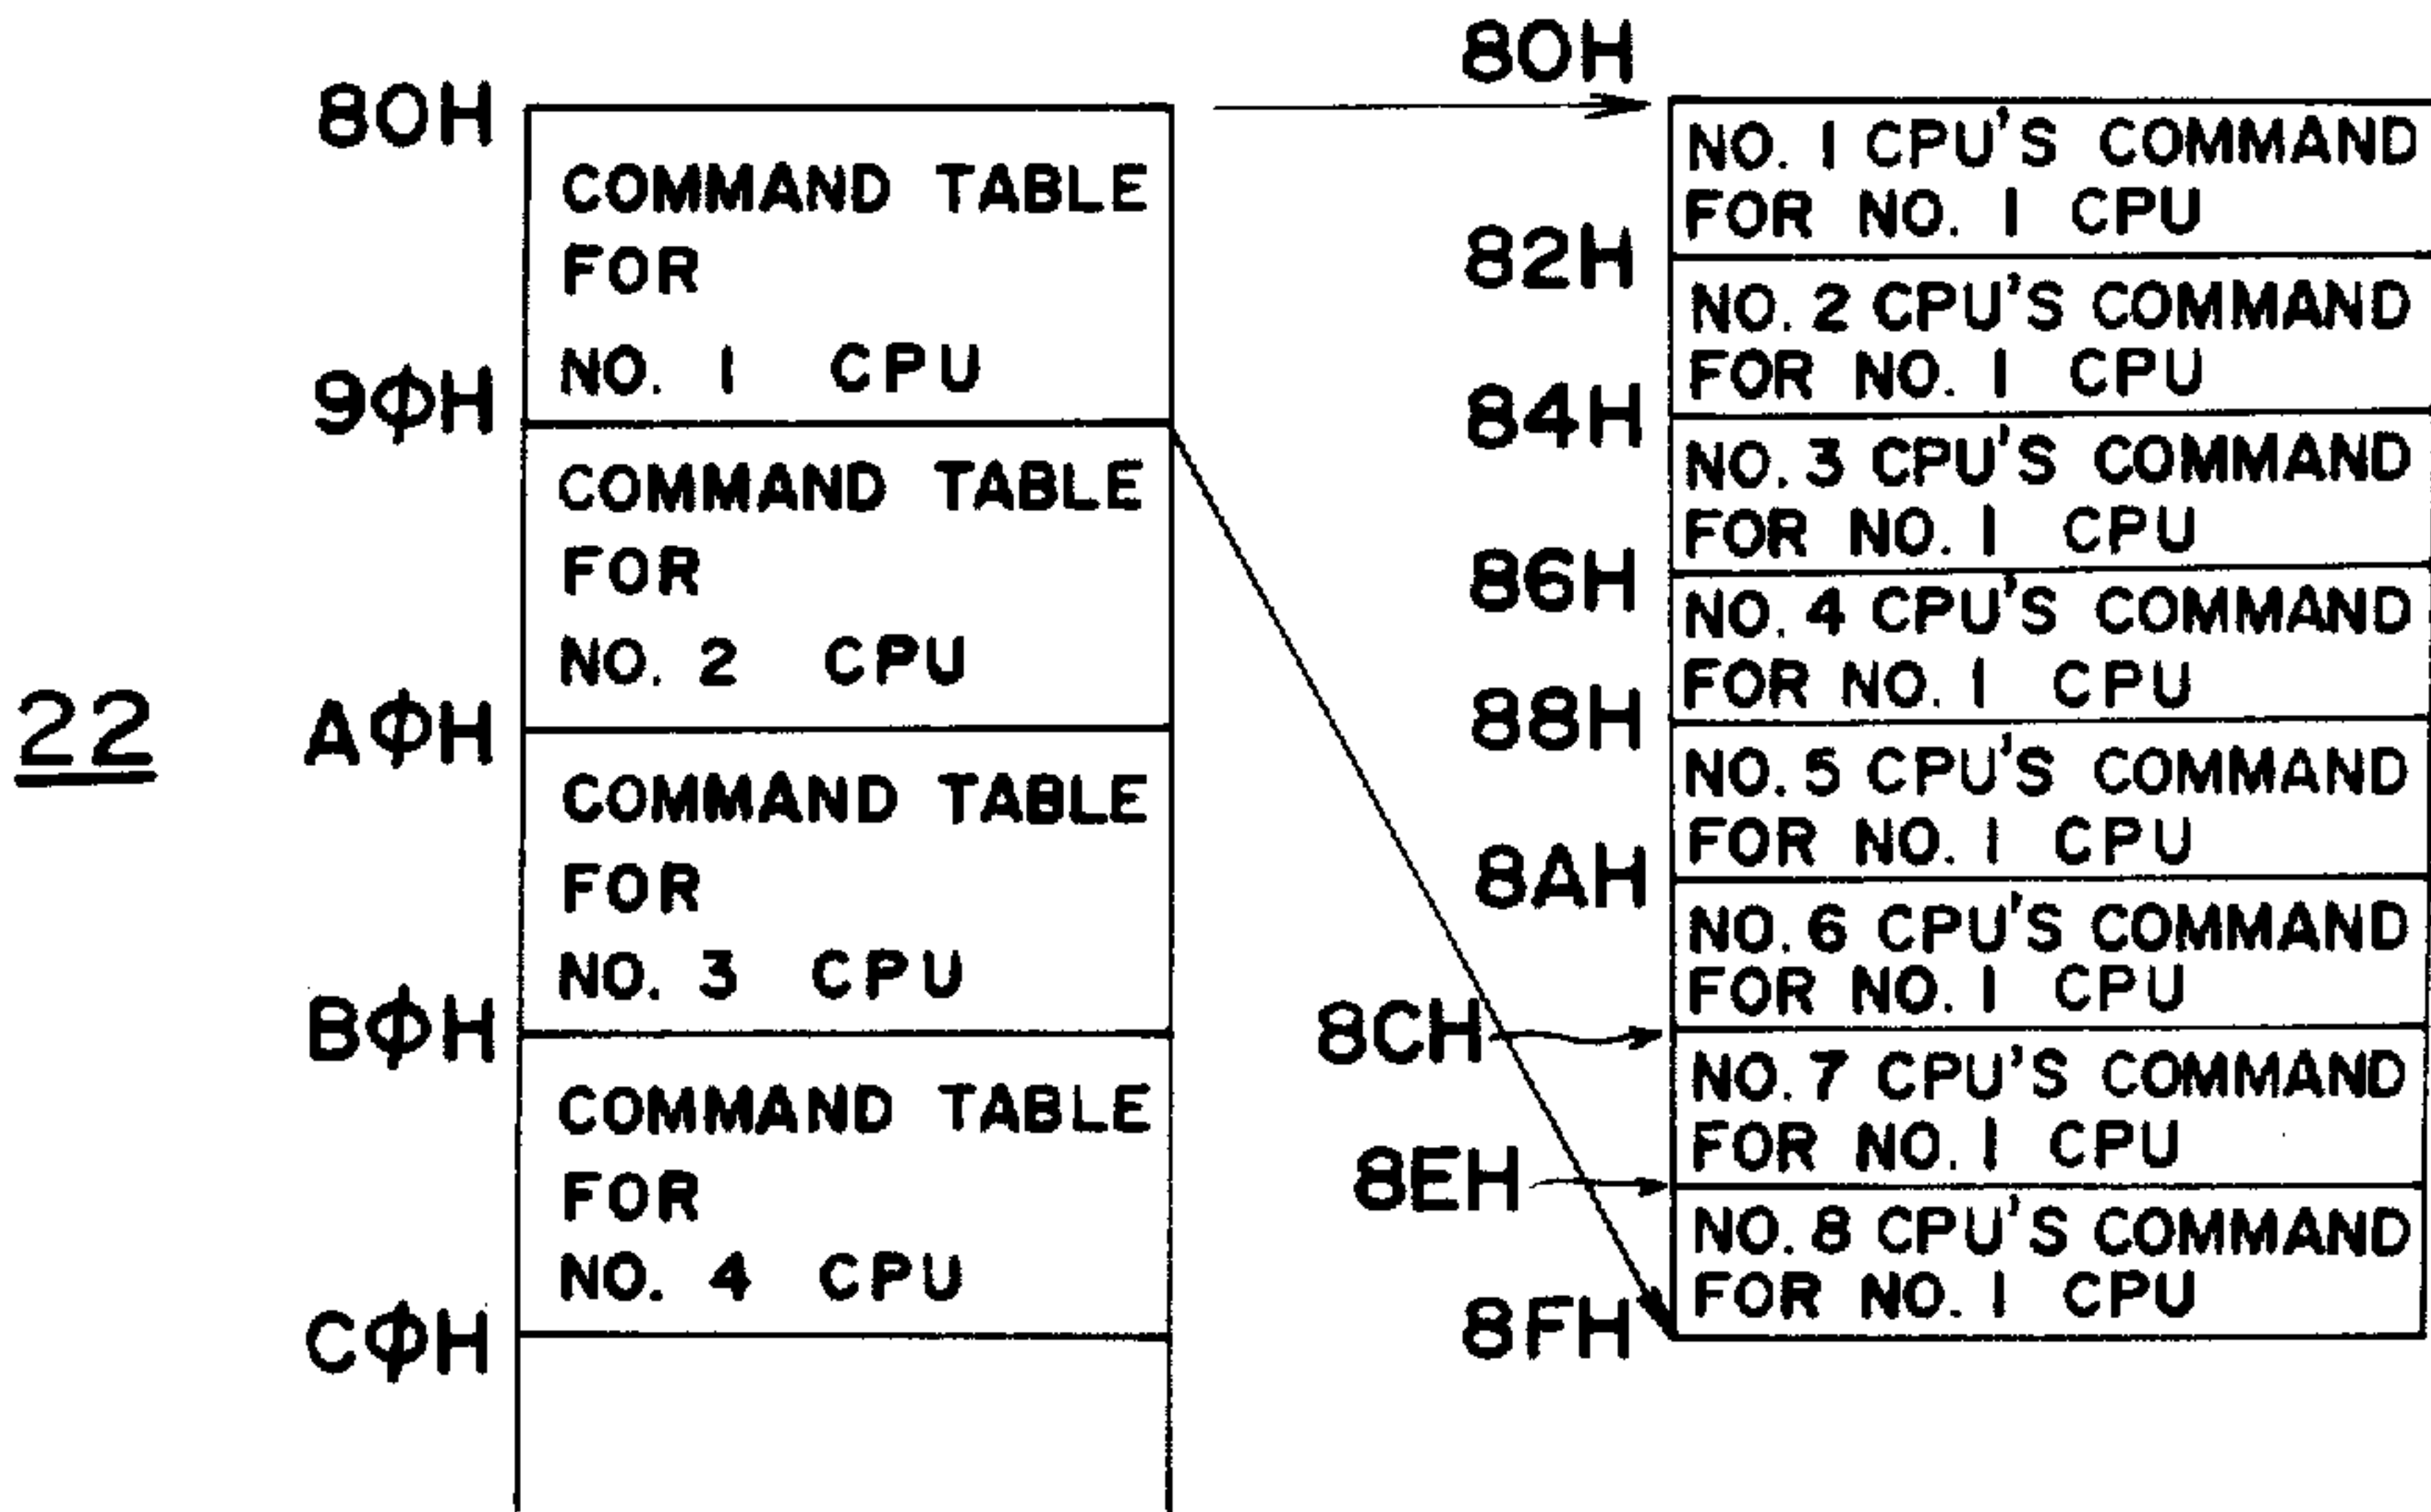 22
80H
COMMAND TABLE
FOR
NO. 1 CPU
9ΦH
COMMAND TABLE
FOR
NO. 2 CPU
AΦH
COMMAND TABLE
FOR
NO. 3 CPU
BΦH
COMMAND TABLE
FOR
NO. 4 CPU
CΦH
80H
NO. 1 CPU'S COMMAND
FOR NO. 1 CPU
82H
NO. 2 CPU'S COMMAND
FOR NO. 1 CPU
84H
NO. 3 CPU'S COMMAND
FOR NO. 1 CPU
86H
NO. 4 CPU'S COMMAND
FOR NO. 1 CPU
88H
NO. 5 CPU'S COMMAND
FOR NO. 1 CPU
8AH
NO. 6 CPU'S COMMAND
FOR NO. 1 CPU
8CH
NO. 7 CPU'S COMMAND
FOR NO. 1 CPU
8EH
NO. 8 CPU'S COMMAND
FOR NO. 1 CPU
8FH